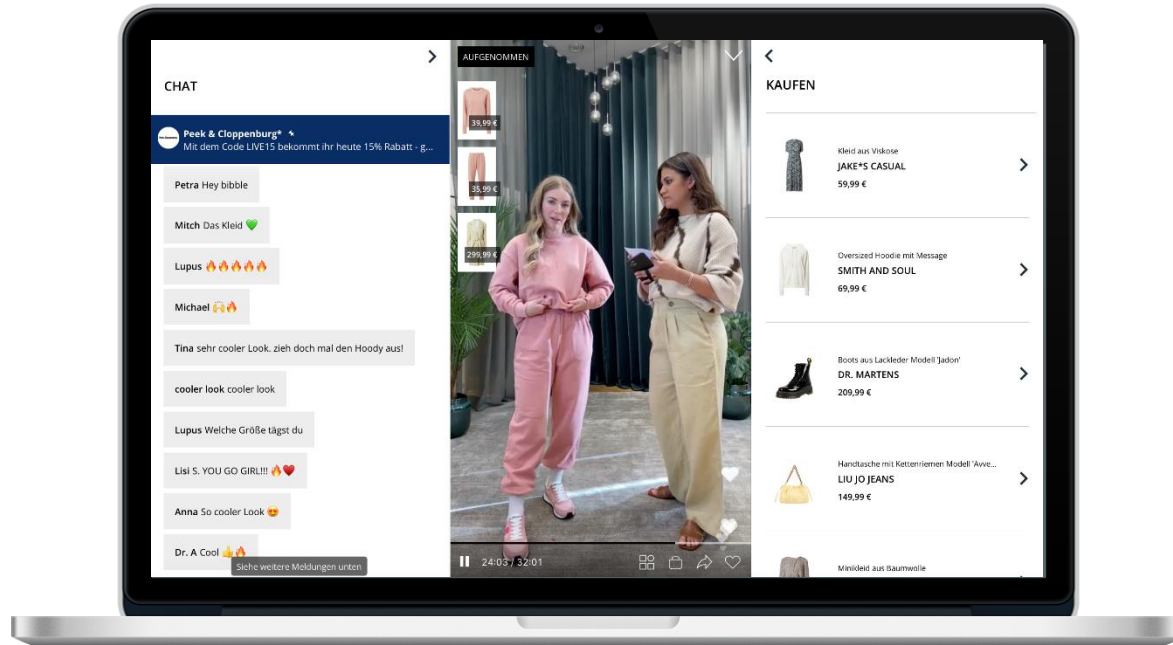 CHAT
Peek & Cloppenburg*
Mit dem Code LIVE15 bekommt ihr heute 15% Rabatt - g...
Petra Hey bibble
Mitch Das Kleid 💚
Lupus 🔥🔥🔥🔥🔥
Michael 🙌🔥
Tina sehr cooler Look. zieh doch mal den Hoody aus!
cooler look cooler look
Lupus Welche Größe tägst du
Lisi S. YOU GO GIRL!!! 🔥❤️
Anna So cooler Look 😍
Dr. A Cool 👍🔥
Siehe weitere Meldungen unten
AUFGENOMMEN
39,99 €
35,99 €
299,99 €
24:03 / 32:01
KAUFEN
Kleid aus Viskose
JAKE*S CASUAL
59,99 €
Oversized Hoodie mit Message
SMITH AND SOUL
69,99 €
Boots aus Lackleder Modell 'Jadon'
DR. MARTENS
209,99 €
Handtasche mit Kettenriemen Modell 'Avve...
LIU JO JEANS
149,99 €
Minikleid aus Baumwolle